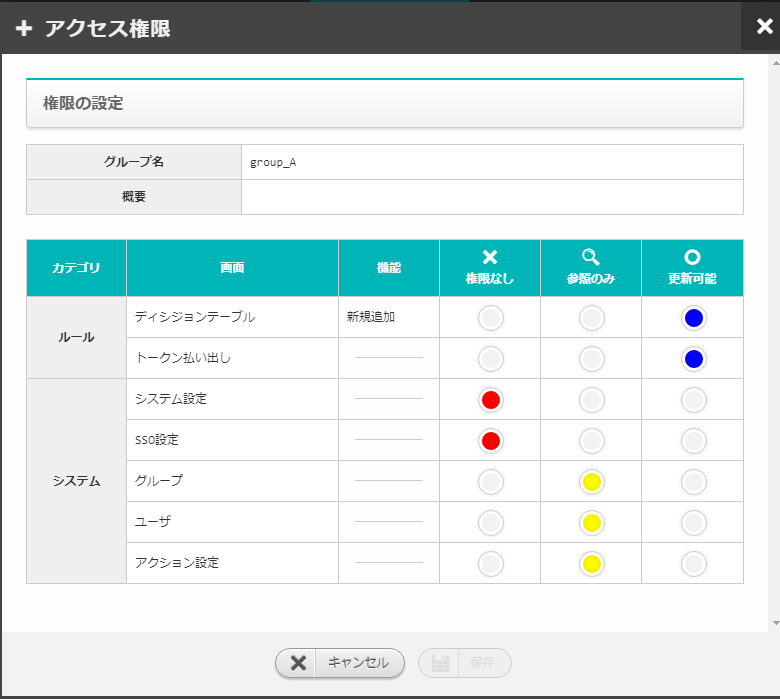 アクセス権限
権限の設定
グループ名 group_A
概要
カテゴリ 画面 機能 権限なし 参照のみ 更新可能
ルール ディシジョンテーブル 新規追加
トークン払い出し
システム システム設定
SSO設定
グループ
ユーザ
アクション設定
キャンセル 保存